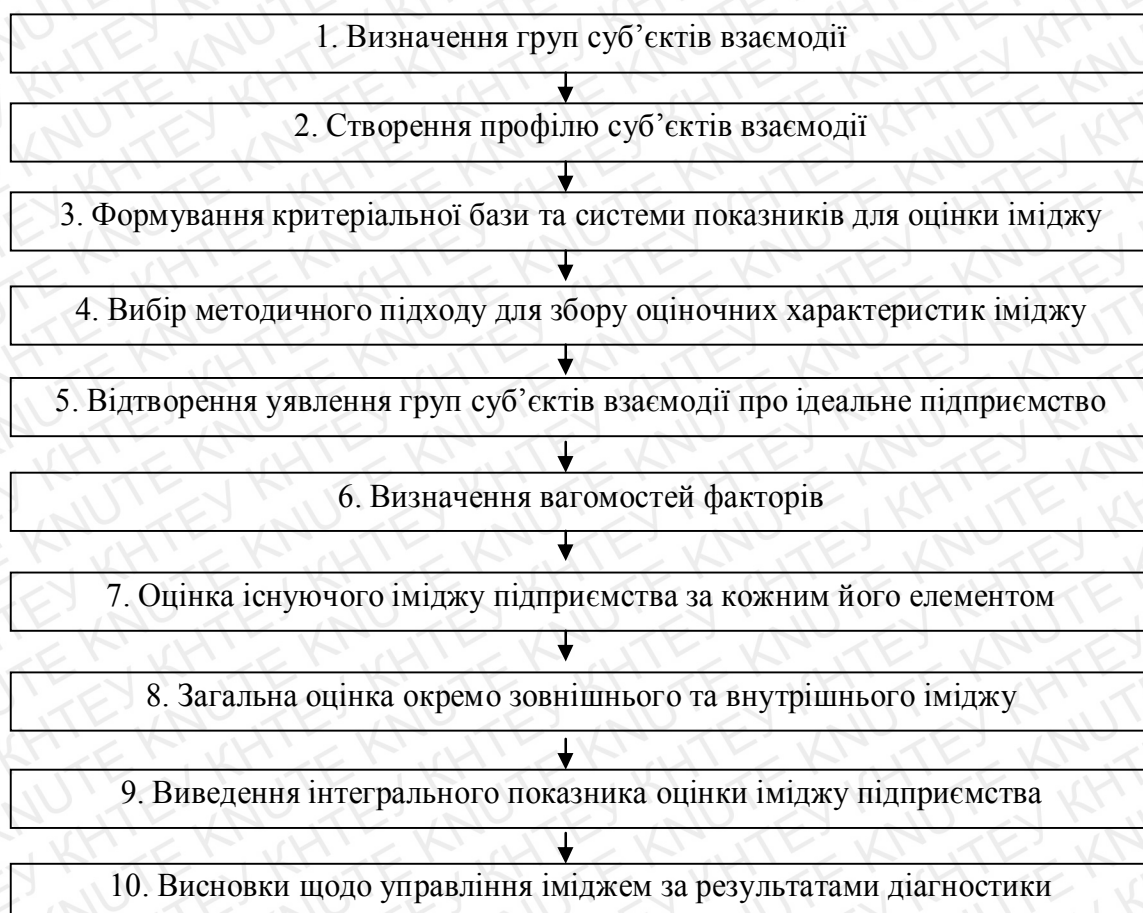 1. Визначення груп суб’єктів взаємодії
2. Створення профілю суб’єктів взаємодії
3. Формування критеріальної бази та системи показників для оцінки іміджу
4. Вибір методичного підходу для збору оціночних характеристик іміджу
5. Відтворення уявлення груп суб’єктів взаємодії про ідеальне підприємство
6. Визначення вагомостей факторів
7. Оцінка існуючого іміджу підприємства за кожним його елементом
8. Загальна оцінка окремо зовнішнього та внутрішнього іміджу
9. Виведення інтегрального показника оцінки іміджу підприємства
10. Висновки щодо управління іміджем за результатами діагностики